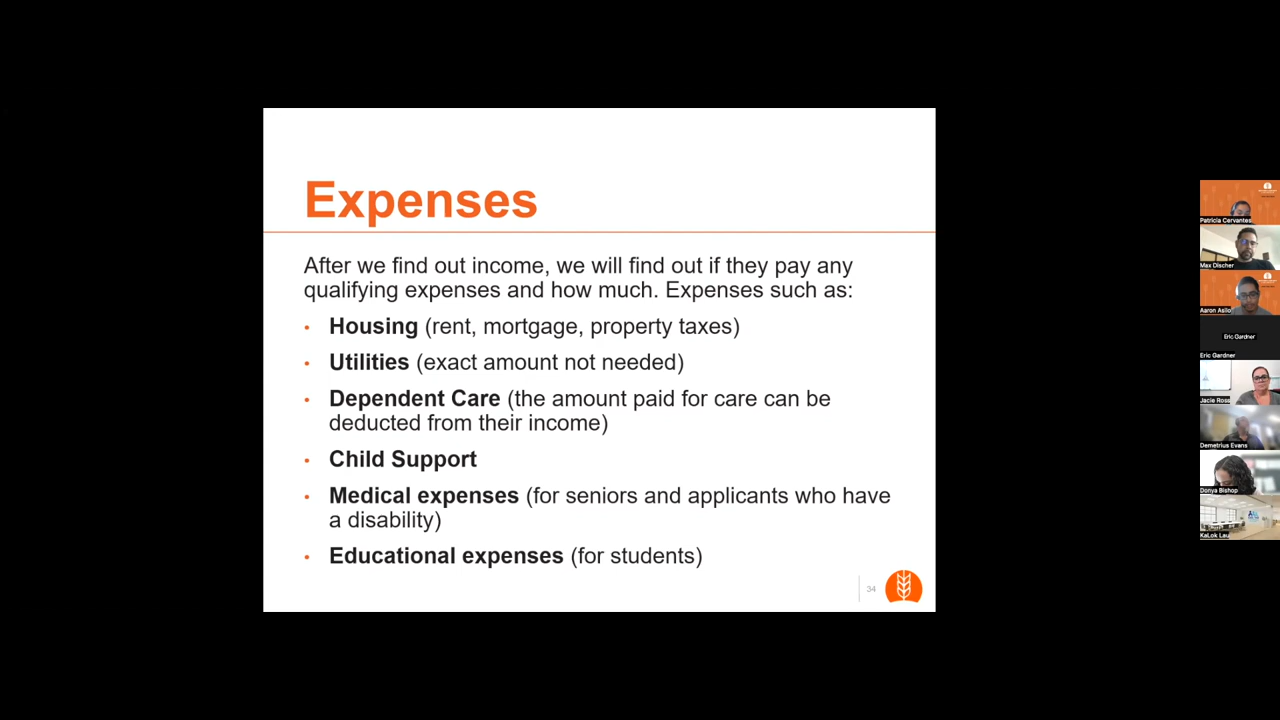 Expenses
After we find out income, we will find out if they pay any
qualifying expenses and how much. Expenses such as:
• Housing (rent, mortgage, property taxes)
• Utilities (exact amount not needed)
• Dependent Care (the amount paid for care can be
deducted from their income)
• Child Support
• Medical expenses (for seniors and applicants who have
a disability)
• Educational expenses (for students)
34
Patricia Cervantes
Max Discher
Aaron Asilo
Eric Gardner
Eric Gardner
Jacie Ross
Demetrius Evans
Donya Bishop
KaLok Lau